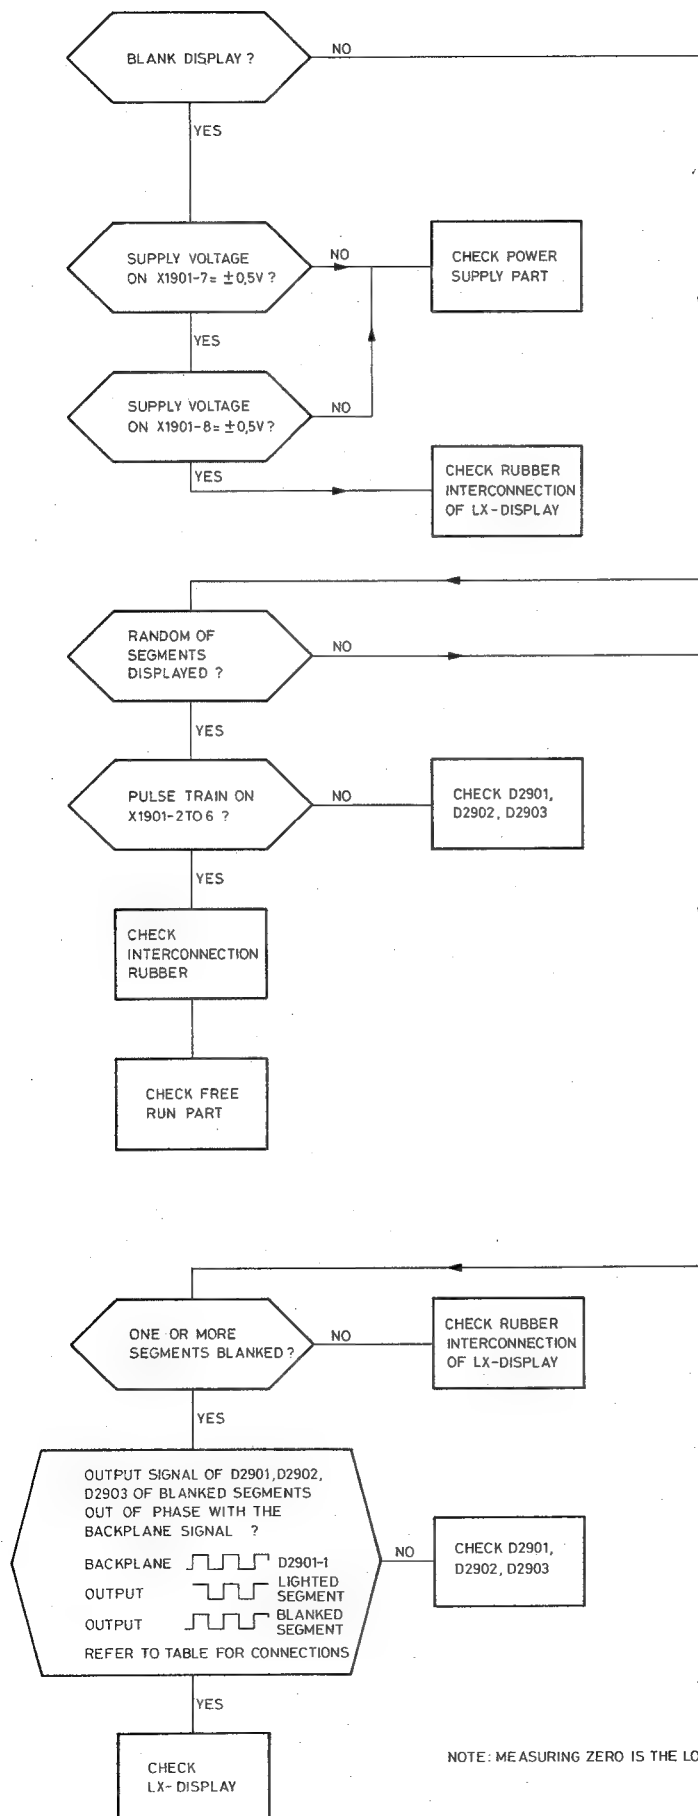 BLANK DISPLAY ?
NO
YES
SUPPLY VOLTAGE
ON X1901-7= ±0,5V ?
NO
CHECK POWER
SUPPLY PART
YES
SUPPLY VOLTAGE
ON X1901-8= ±0,5V ?
NO
YES
CHECK RUBBER
INTERCONNECTION
OF LX-DISPLAY
RANDOM OF
SEGMENTS
DISPLAYED ?
NO
YES
PULSE TRAIN ON
X1901-2TO6 ?
NO
CHECK D2901,
D2902, D2903
YES
CHECK
INTERCONNECTION
RUBBER
CHECK FREE
RUN PART
ONE OR MORE
SEGMENTS BLANKED ?
NO
CHECK RUBBER
INTERCONNECTION
OF LX-DISPLAY
YES
OUTPUT SIGNAL OF D2901,D2902,
D2903 OF BLANKED SEGMENTS
OUT OF PHASE WITH THE
BACKPLANE SIGNAL ?
BACKPLANE D2901-1
OUTPUT LIGHTED
SEGMENT
OUTPUT BLANKED
SEGMENT
REFER TO TABLE FOR CONNECTIONS
NO
CHECK D2901,
D2902, D2903
YES
CHECK
LX-DISPLAY
NOTE: MEASURING ZERO IS THE LO